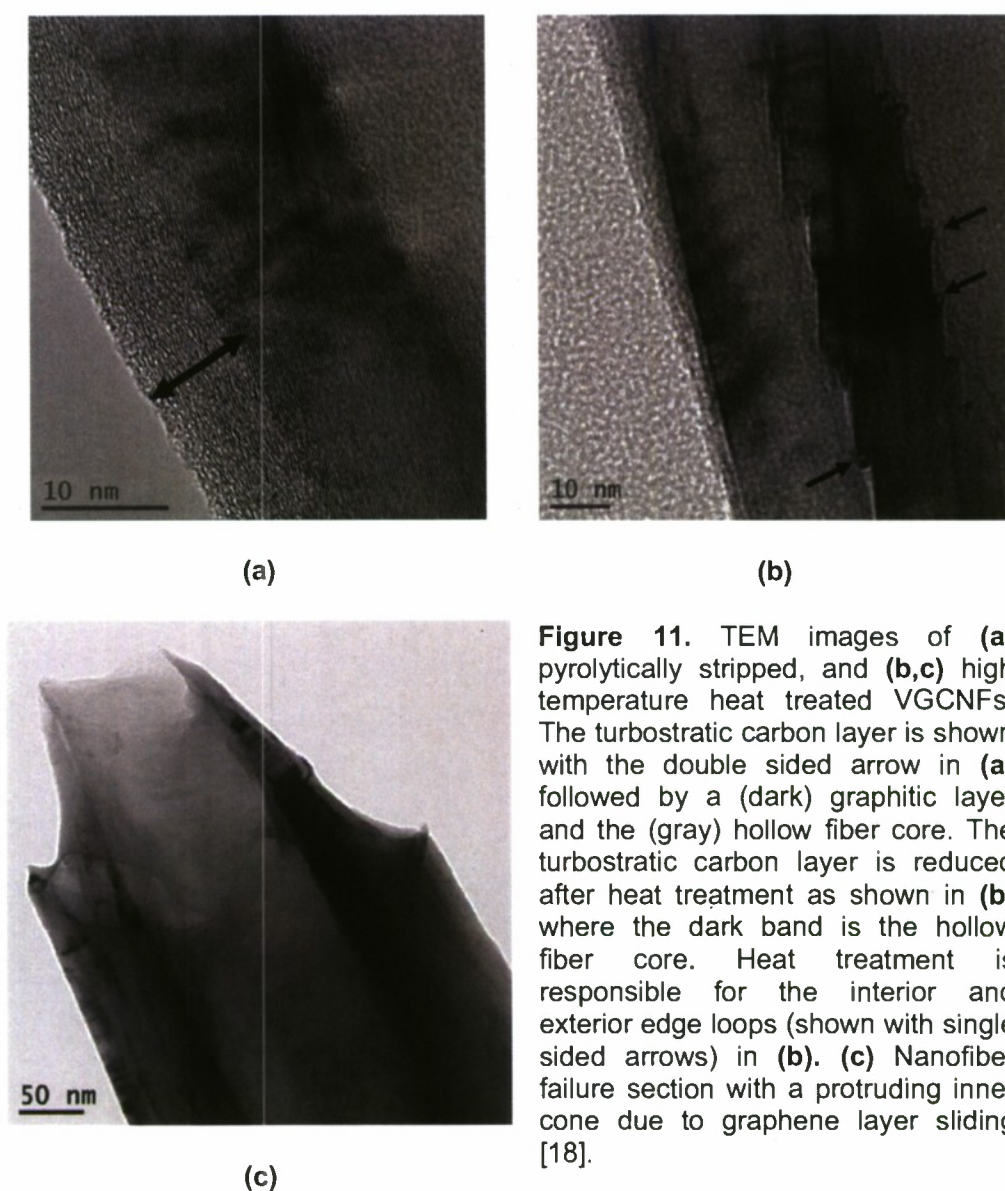 10 nm
10 nm
(a)
(b)
Figure 11. TEM images of (a
pyrolytically stripped, and (b,c) high
temperature heat treated VGCNFs
The turbostratic carbon layer is shown
with the double sided arrow in (a
followed by a (dark) graphitic laye
and the (gray) hollow fiber core. The
turbostratic carbon layer is reduced
after heat treatment as shown in (b
where the dark band is the hollow
fiber core. Heat treatment is
responsible for the interior and
exterior edge loops (shown with single
sided arrows) in (b). (c) Nanofibe
failure section with a protruding inne
cone due to graphene layer sliding
[18].
50 nm
(c)